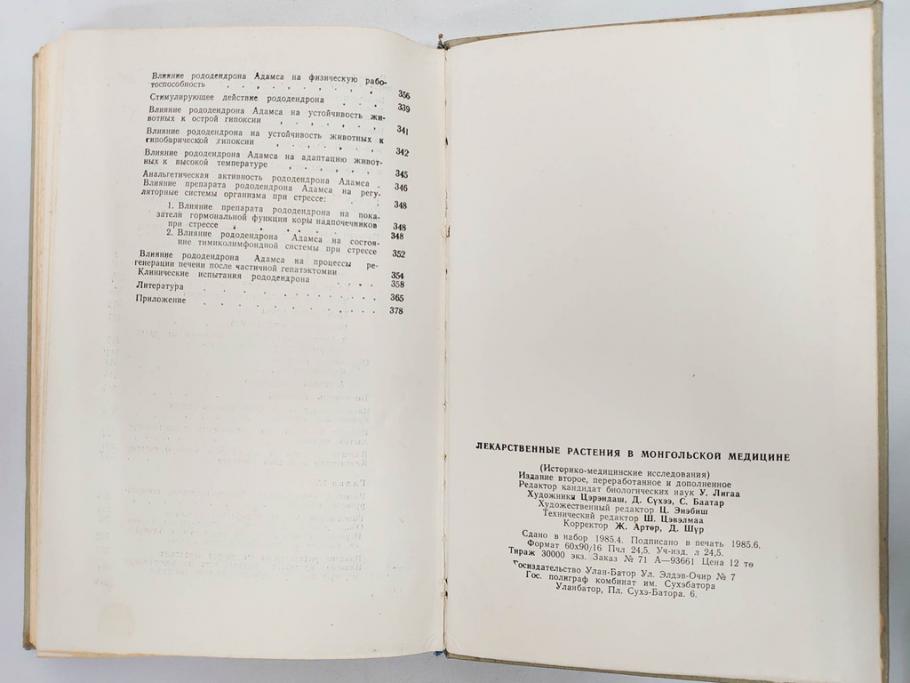 Влияние рододендрона Адамса на физическую рабо-
тоспособность . . . . . . . 356
Стимулирующее действие рододендрона . . . 339
Влияние рододендрона Адамса на устойчивость жи-
вотных к острой гипоксии . . . . . . 341
Влияние рододендрона на устойчивость животных к
гипобарической гипоксии . . . . . . 342
Влияние рододендрона Адамса на адаптацию живот-
ных к высокой температуре . . . . . . 345
Анальгетическая активность рододендрона Адамса . 346
Влияние препарата рододендрона Адамса на регу-
ляторные системы организма при стрессе: 348
1. Влияние препарата рододендрона на пока-
затели гормональной функции коры надпочечников
при стрессе . . . . . . . 348
2. Влияние рододендрона Адамса на состоя- 348
ние тимиколимфондной системы при стрессе 352
Влияние рододендрона Адамса на процессы ре-
генерации печени после частичной гепатэктомии 354
Клинические испытания рододендрона . . . 358
Литература . . . . . . . . . 365
Приложение . . . . . . . . . 378
ЛЕКАРСТВЕННЫЕ РАСТЕНИЯ В МОНГОЛЬСКОЙ МЕДИЦИНЕ
(Историко-медицинские исследования)
Издание второе, переработанное и дополненное
Редактор кандидат биологических наук У. Лигаа
Художники Цэрэндаш, Д. Сүхээ, С. Баатар
Художественный редактор Ц. Энэбиш
Технический редактор Ш. Цэвэлмаа
Корректор Ж. Артөр, Д. Шүр
Сдано в набор 1985.4. Подписано в печать 1985.6.
Формат 60x90/16 Пчл 24,5. Уч-изд. л 24,5.
Тираж 30000 экз. Заказ № 71 А—93661 Цена 12 тө
Госиздательство Улан-Батор Ул. Элдэв-Очир № 7
Гос. полиграф комбинат им. Сухэбатора
Уланбатор, Пл. Сухэ-Батора. 6.